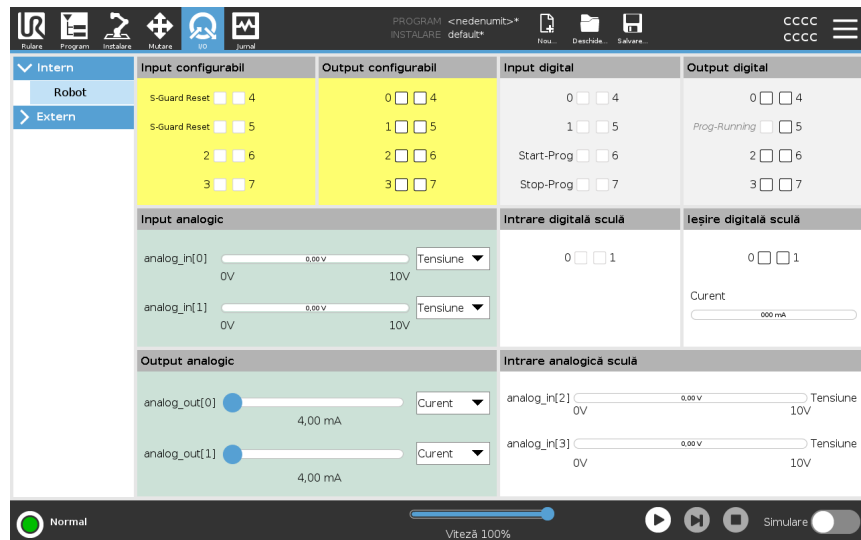 PROGRAM <nedenumit>*
INSTALARE default*
CCCC
CCCC
Rulare Program Instalare Mutare I/O Jurnal Nou... Deschide... Salvare...
Intern
Robot
Extern
Input configurabil
S-Guard Reset 4
S-Guard Reset 5
2 6
3 7
Output configurabil
0 4
1 5
2 6
3 7
Input digital
0 4
1 5
Start-Prog 6
Stop-Prog 7
Output digital
0 4
Prog-Running 5
2 6
3 7
Input analogic
analog_in[0] 0,00 V Tensiune
0V 10V
analog_in[1] 0,00 V Tensiune
0V 10V
Intrare digitală sculă
0 1
Ieșire digitală sculă
0 1
Curent
000 mA
Output analogic
analog_out[0] Curent
4,00 mA
analog_out[1] Curent
4,00 mA
Intrare analogică sculă
analog_in[2] 0,00 V Tensiune
0V 10V
analog_in[3] 0,00 V Tensiune
0V 10V
Normal
Viteză 100%
Simulare